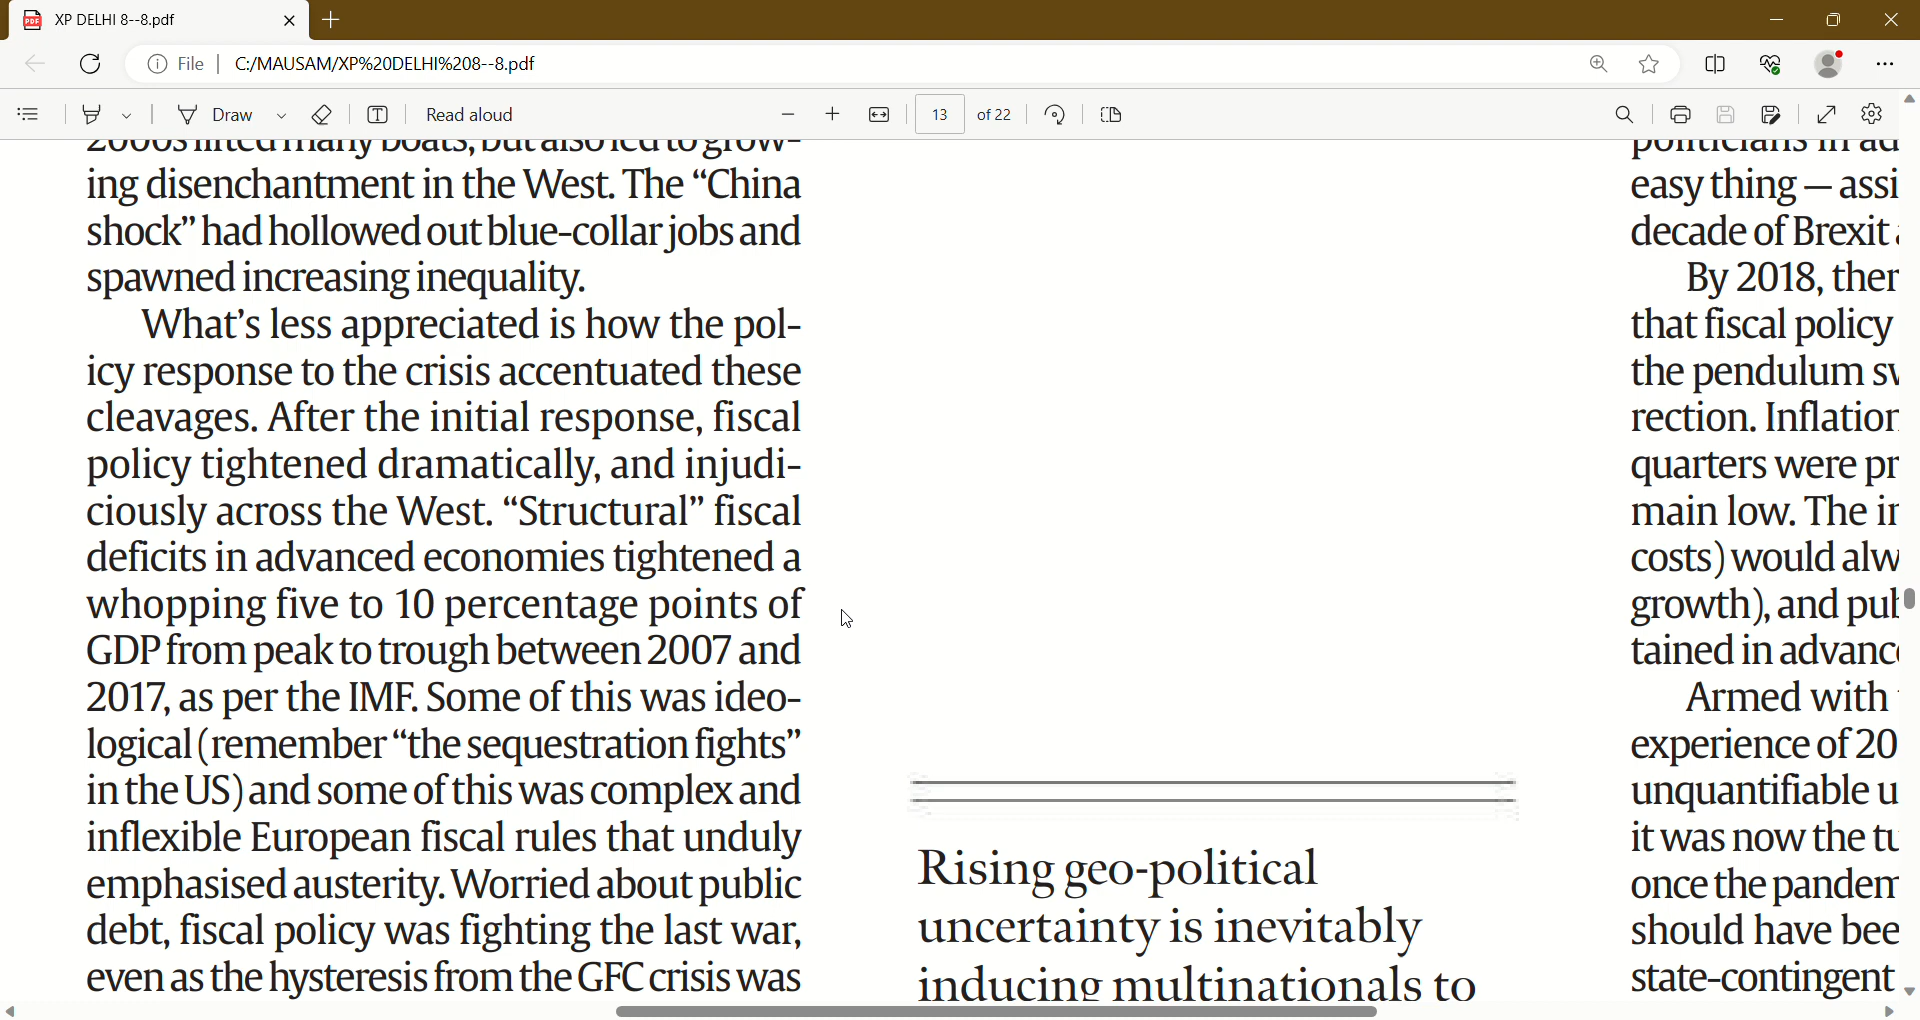 XP DELHI 8--8.pdf
File
C:/MAUSAM/XP%20DELHI%208--8.pdf
Draw
Read aloud
13
of 22
ing disenchantment in the West. The “China
shock” had hollowed out blue-collar jobs and
spawned increasing inequality.
What’s less appreciated is how the pol-
icy response to the crisis accentuated these
cleavages. After the initial response, fiscal
policy tightened dramatically, and injudi-
ciously across the West. “Structural” fiscal
deficits in advanced economies tightened a
whopping five to 10 percentage points of
GDP from peak to trough between 2007 and
2017, as per the IMF. Some of this was ideo-
logical (remember “the sequestration fights”
in the US) and some of this was complex and
inflexible European fiscal rules that unduly
emphasised austerity. Worried about public
debt, fiscal policy was fighting the last war,
even as the hysteresis from the GFC crisis was
Rising geo-political
uncertainty is inevitably
inducing multinationals to
easy thing — assi
decade of Brexit
By 2018, ther
that fiscal policy
the pendulum sw
rection. Inflation
quarters were pr
main low. The in
costs) would alw
growth), and pub
tained in advanc
Armed with
experience of 20
unquantifiable u
it was now the tu
once the pandem
should have bee
state-contingent